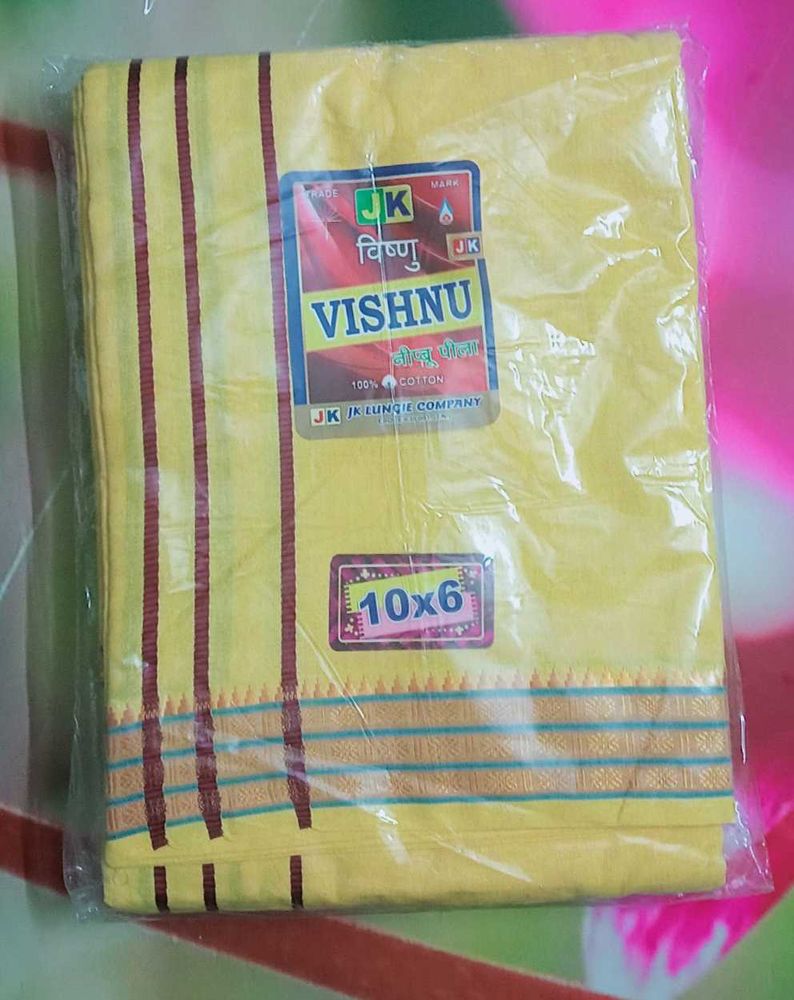 TRADE JK MARK
विष्णु JK
VISHNU
नीम्बू पीला
100% COTTON
JK JK LUNGIE COMPANY
10x6